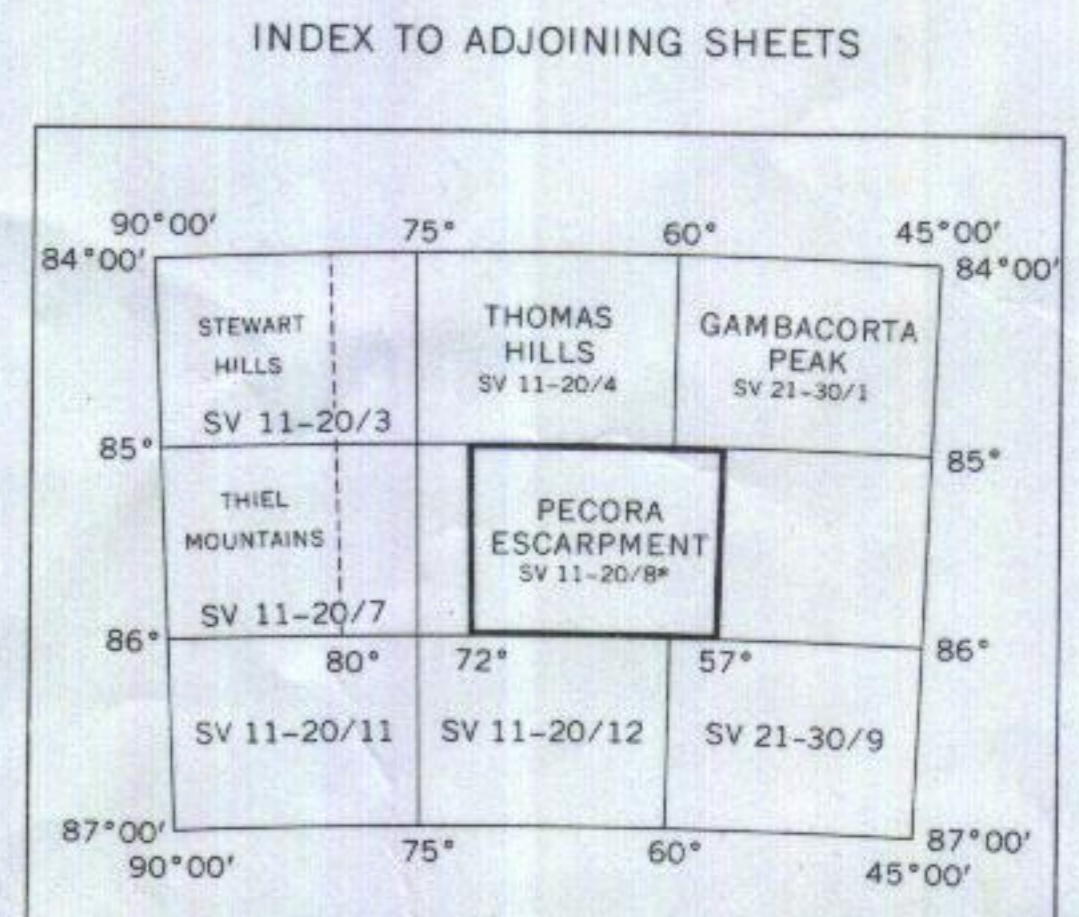 INDEX TO ADJOINING SHEETS
90°00′ 75° 60° 45°00′
84°00′ 84°00′
STEWART
HILLS
SV 11-20/3
THOMAS
HILLS
SV 11-20/4
GAMBACORTA
PEAK
SV 21-30/1
85° 85°
THIEL
MOUNTAINS
SV 11-20/7
PECORA
ESCARPMENT
SV 11-20/8*
86° 86°
80° 72° 57°
SV 11-20/11 SV 11-20/12 SV 21-30/9
87°00′ 87°00′
90°00′ 75° 60° 45°00′